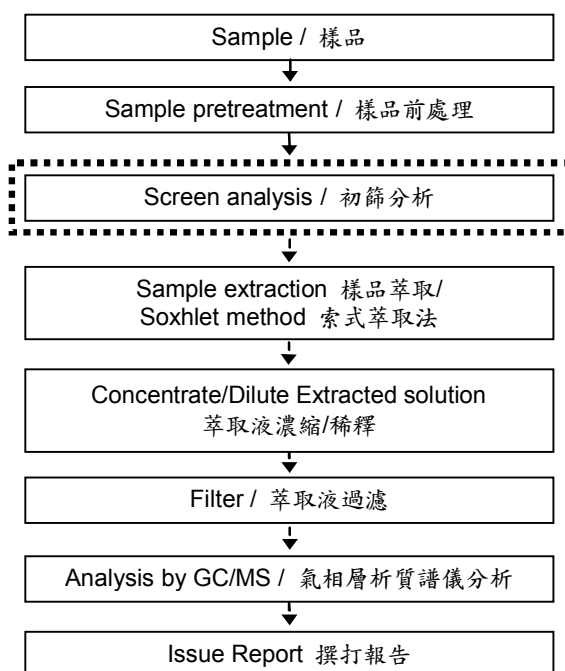 Sample / 樣品
Sample pretreatment / 樣品前處理
Screen analysis / 初篩分析
Sample extraction 樣品萃取/
Soxhlet method 索式萃取法
Concentrate/Dilute Extracted solution
萃取液濃縮/稀釋
Filter / 萃取液過濾
Analysis by GC/MS / 氣相層析質譜儀分析
Issue Report 撰打報告